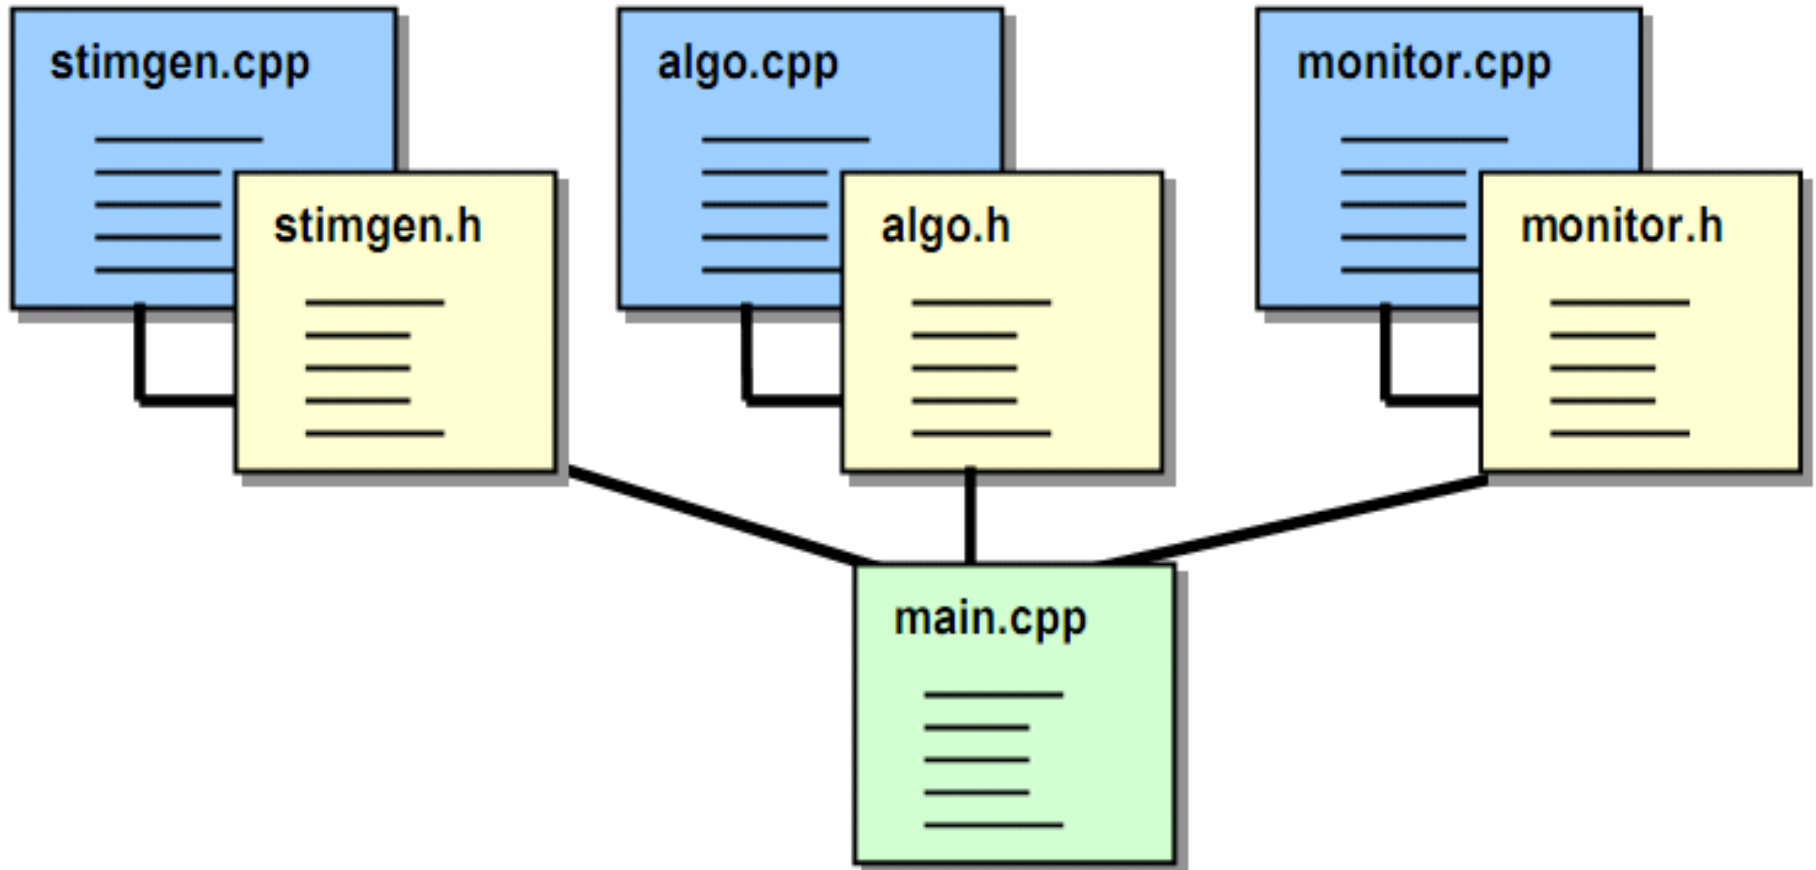 stimgen.cpp
stimgen.h
algo.cpp
algo.h
monitor.cpp
monitor.h
main.cpp